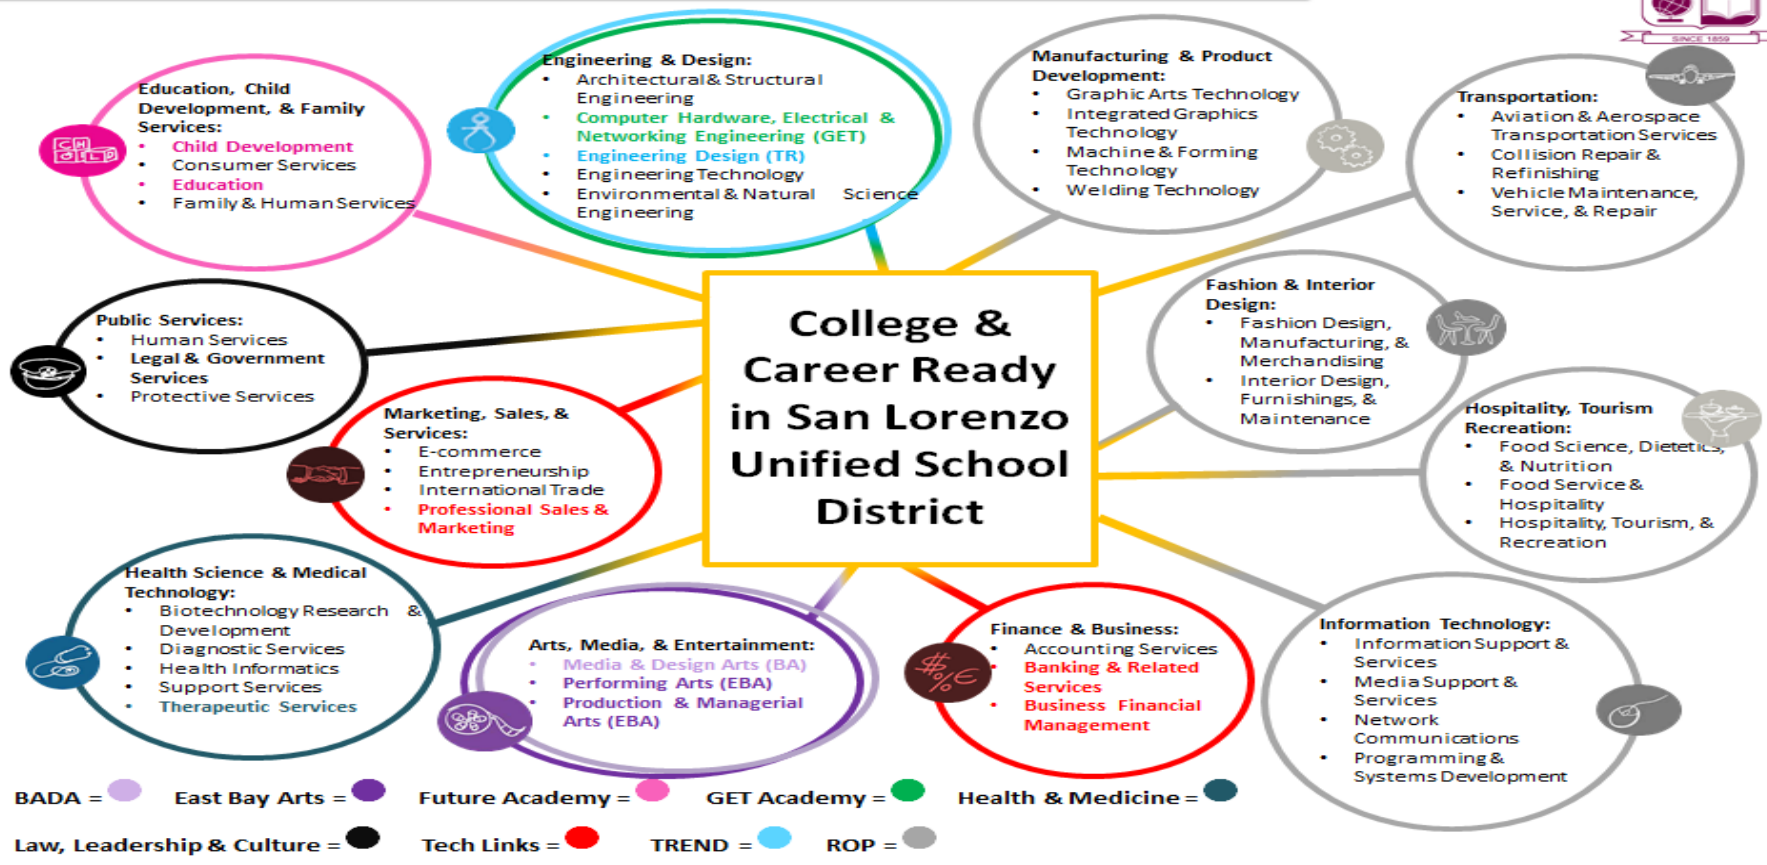 SINCE 1859
Education, Child
Development, & Family
Services:
• Child Development
• Consumer Services
• Education
• Family & Human Services
Engineering & Design:
• Architectural & Structural
Engineering
• Computer Hardware, Electrical &
Networking Engineering (GET)
• Engineering Design (TR)
• Engineering Technology
• Environmental & Natural Science
Engineering
Manufacturing & Product
Development:
• Graphic Arts Technology
• Integrated Graphics
Technology
• Machine & Forming
Technology
• Welding Technology
Transportation:
• Aviation & Aerospace
Transportation Services
• Collision Repair &
Refinishing
• Vehicle Maintenance,
Service, & Repair
Public Services:
• Human Services
• Legal & Government
Services
• Protective Services
College &
Career Ready
in San Lorenzo
Unified School
District
Fashion & Interior
Design:
• Fashion Design,
Manufacturing, &
Merchandising
• Interior Design,
Furnishings, &
Maintenance
Marketing, Sales, &
Services:
• E-commerce
• Entrepreneurship
• International Trade
• Professional Sales &
Marketing
Hospitality, Tourism
Recreation:
• Food Science, Dietetics,
& Nutrition
• Food Service &
Hospitality
• Hospitality, Tourism, &
Recreation
Health Science & Medical
Technology:
• Biotechnology Research &
Development
• Diagnostic Services
• Health Informatics
• Support Services
• Therapeutic Services
Arts, Media, & Entertainment:
• Media & Design Arts (BA)
• Performing Arts (EBA)
• Production & Managerial
Arts (EBA)
Finance & Business:
• Accounting Services
• Banking & Related
Services
• Business Financial
Management
$ % €
Information Technology:
• Information Support &
Services
• Media Support &
Services
• Network
Communications
• Programming &
Systems Development
BADA = East Bay Arts = Future Academy = GET Academy = Health & Medicine =
Law, Leadership & Culture = Tech Links = TREND = ROP =